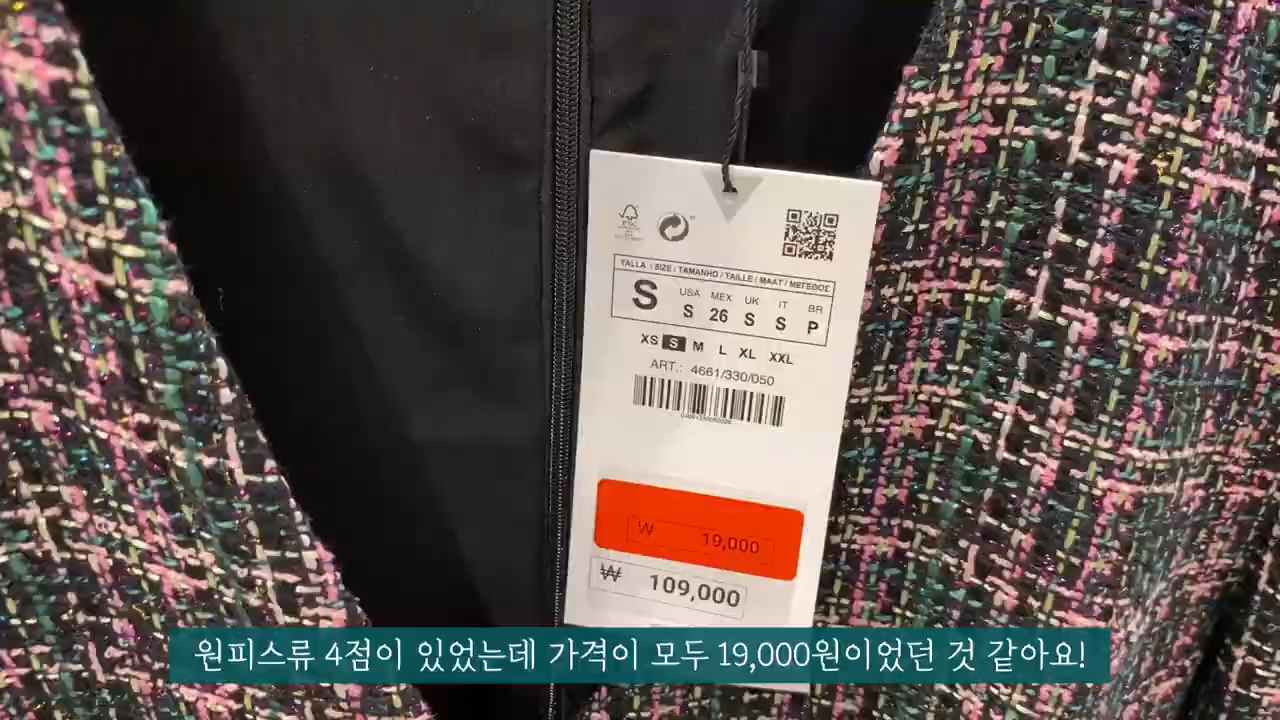 TALLA / SIZE / TAMANHO / TAILLE / MAAT / ΜΕΓΕΘΟΣ
S
USA MEX UK IT BR
S 26 S S P
XS S M L XL XXL
ART.: 4661/330/050
₩ 19,000
₩ 109,000
원피스류 4점이 있었는데 가격이 모두 19,000원이었던 것 같아요!